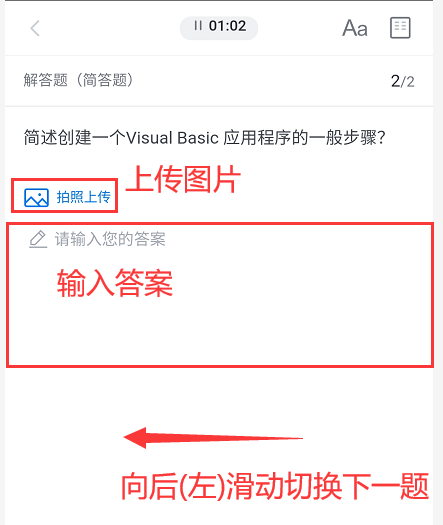 01:02
Aa
解答题（简答题）
2/2
简述创建一个Visual Basic 应用程序的一般步骤？
拍照上传
上传图片
请输入您的答案
输入答案
向后(左)滑动切换下一题